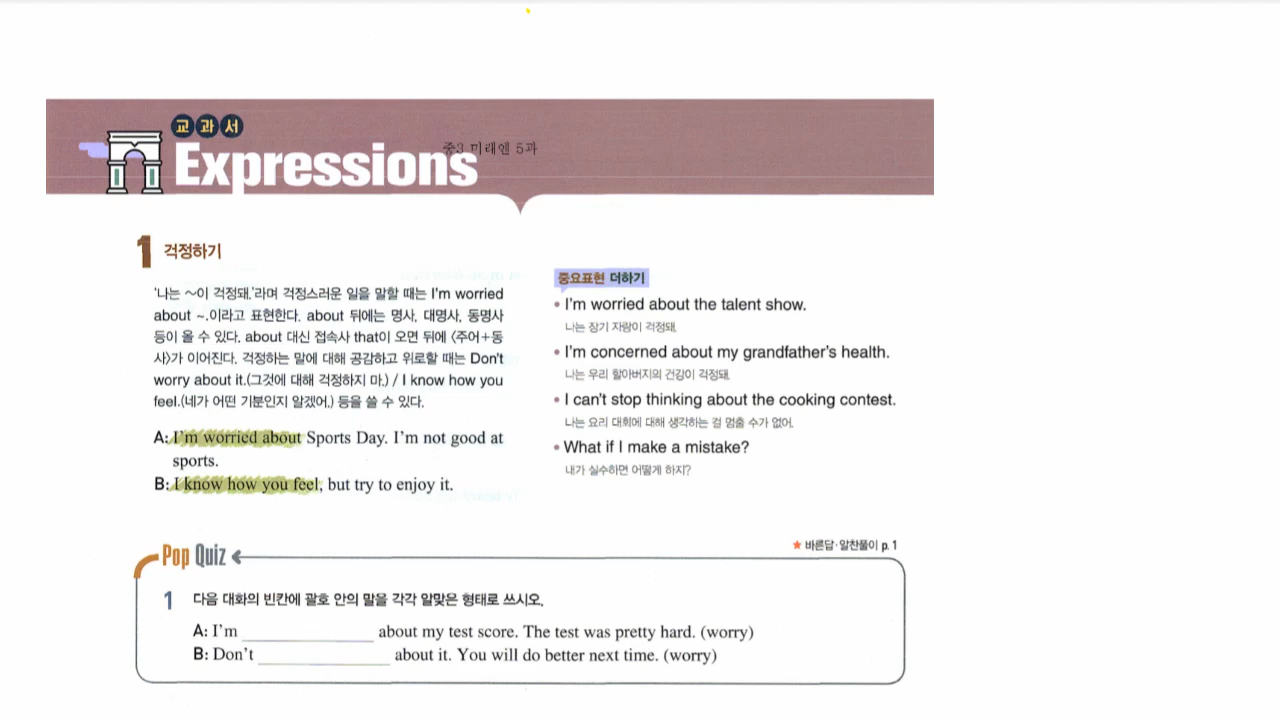 교과서
중3 미래엔 5과
Expressions
1 걱정하기
'나는 ~이 걱정돼.'라며 걱정스러운 일을 말할 때는 I'm worried
about ~.이라고 표현한다. about 뒤에는 명사, 대명사, 동명사
등이 올 수 있다. about 대신 접속사 that이 오면 뒤에 〈주어+동
사〉가 이어진다. 걱정하는 말에 대해 공감하고 위로할 때는 Don't
worry about it.(그것에 대해 걱정하지 마.) / I know how you
feel.(네가 어떤 기분인지 알겠어.) 등을 쓸 수 있다.
A: I'm worried about Sports Day. I'm not good at
sports.
B: I know how you feel, but try to enjoy it.
중요표현 더하기
• I'm worried about the talent show.
나는 장기 자랑이 걱정돼.
• I'm concerned about my grandfather's health.
나는 우리 할아버지의 건강이 걱정돼.
• I can't stop thinking about the cooking contest.
나는 요리 대회에 대해 생각하는 걸 멈출 수가 없어.
• What if I make a mistake?
내가 실수하면 어떻게 하지?
Pop Quiz
★ 바른답·알찬풀이 p. 1
1 다음 대화의 빈칸에 괄호 안의 말을 각각 알맞은 형태로 쓰시오.
A: I'm ____________ about my test score. The test was pretty hard. (worry)
B: Don't ____________ about it. You will do better next time. (worry)